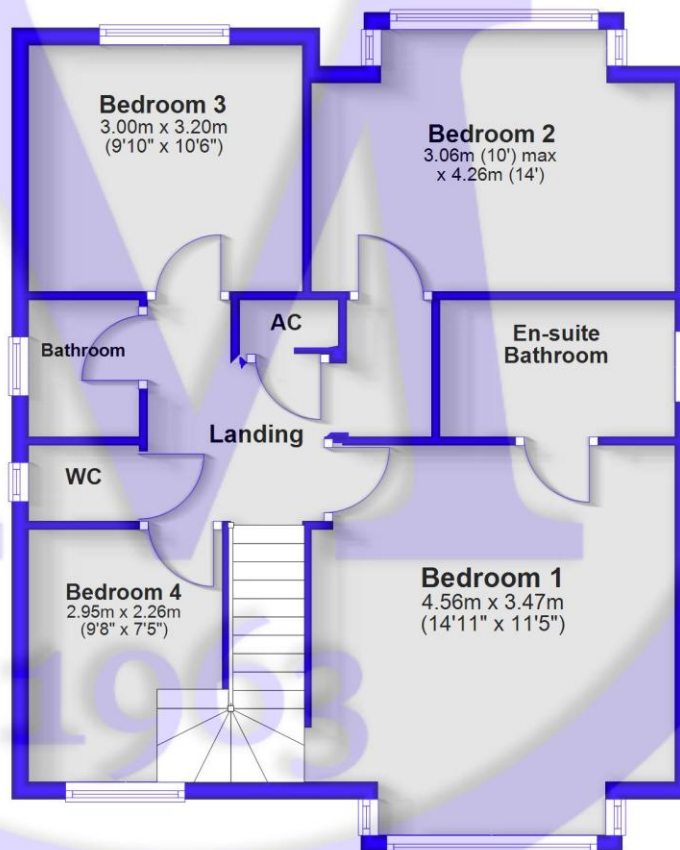 Bedroom 3
3.00m x 3.20m
(9'10" x 10'6")
Bedroom 2
3.06m (10') max
x 4.26m (14')
AC
En-suite
Bathroom
Bathroom
Landing
WC
Bedroom 1
4.56m x 3.47m
(14'11" x 11'5")
Bedroom 4
2.95m x 2.26m
(9'8" x 7'5")
1963